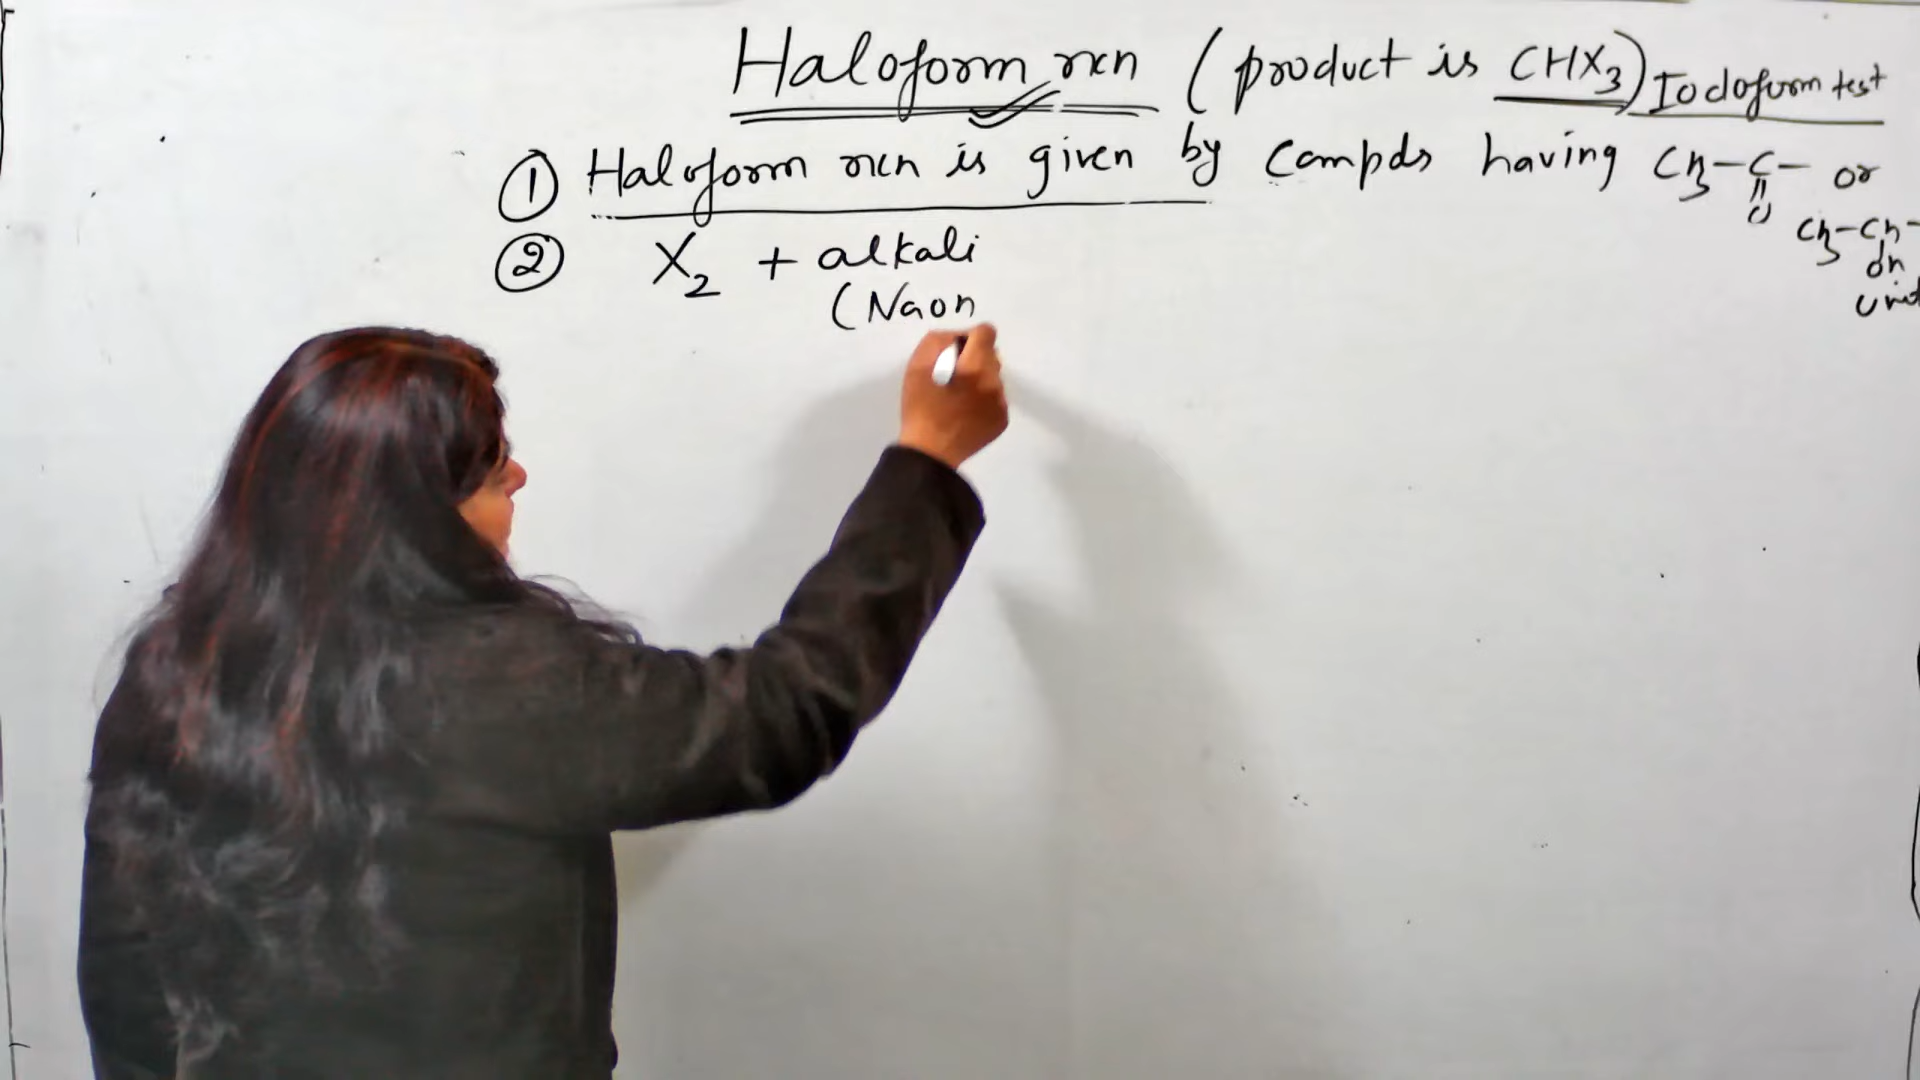 Haloform rxn (product is CHX3) Iodoform test
① Haloform rxn is given by Compds having CH3-C- or
O
② X2 + alkali
CH3-CH-
OH
(NaOH
unit